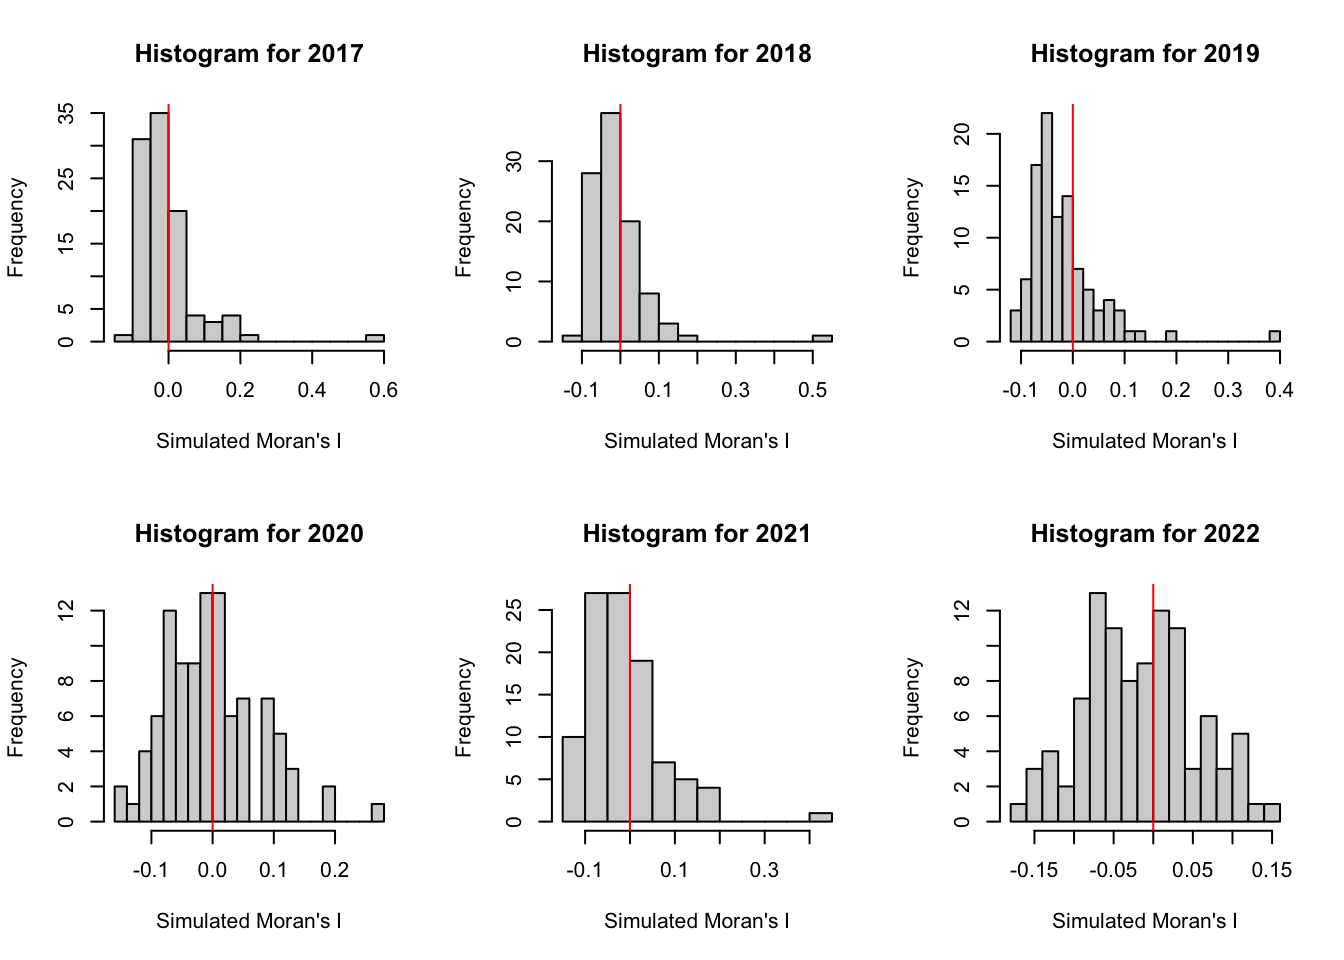 Histogram for 2017
Frequency
35
25
15
5
0
0.0 0.2 0.4 0.6
Simulated Moran's I
Histogram for 2018
Frequency
30
20
10
0
-0.1 0.1 0.3 0.5
Simulated Moran's I
Histogram for 2019
Frequency
20
15
10
5
0
-0.1 0.0 0.1 0.2 0.3 0.4
Simulated Moran's I
Histogram for 2020
Frequency
12
8
6
4
2
0
-0.1 0.0 0.1 0.2
Simulated Moran's I
Histogram for 2021
Frequency
25
20
15
10
5
0
-0.1 0.1 0.3
Simulated Moran's I
Histogram for 2022
Frequency
12
8
6
4
2
0
-0.15 -0.05 0.05 0.15
Simulated Moran's I